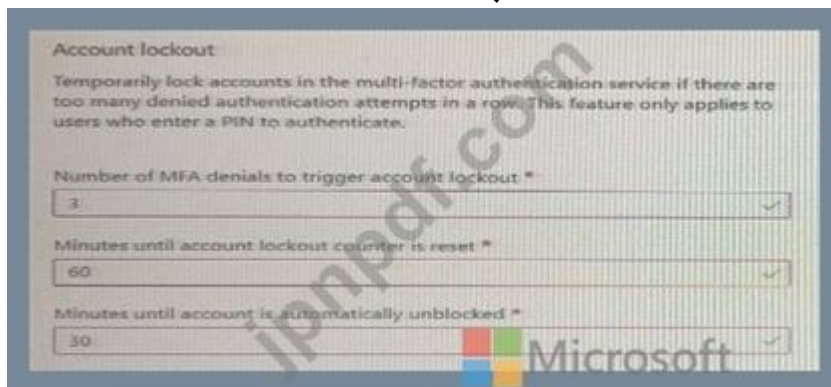 Account lockout
Temporarily lock accounts in the multi-factor authentication service if there are
too many denied authentication attempts in a row. This feature only applies to
users who enter a PIN to authenticate.
Number of MFA denials to trigger account lockout *
3
Minutes until account lockout counter is reset *
60
Minutes until account is automatically unblocked *
30
jpnpdf.com
Microsoft